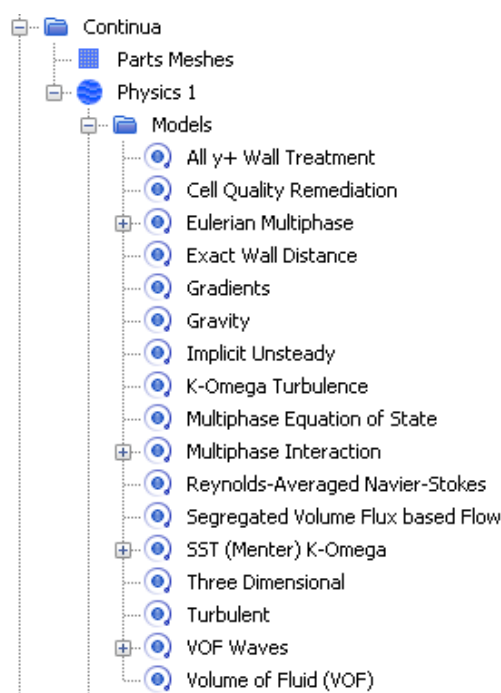 Continua
Parts Meshes
Physics 1
Models
All y+ Wall Treatment
Cell Quality Remediation
Eulerian Multiphase
Exact Wall Distance
Gradients
Gravity
Implicit Unsteady
K-Omega Turbulence
Multiphase Equation of State
Multiphase Interaction
Reynolds-Averaged Navier-Stokes
Segregated Volume Flux based Flow
SST (Menter) K-Omega
Three Dimensional
Turbulent
VOF Waves
Volume of Fluid (VOF)